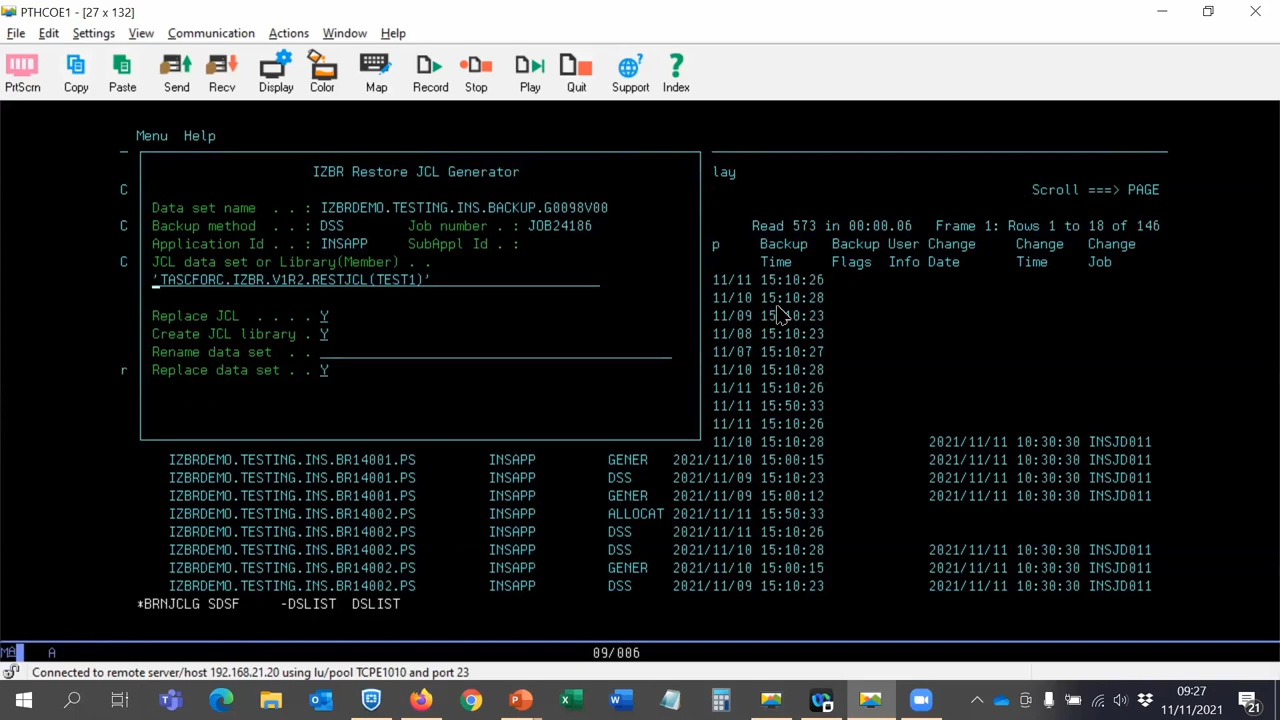 PTHCOE1 - [27 x 132]
File Edit Settings View Communication Actions Window Help
PrtScrn Copy Paste Send Recv Display Color Map Record Stop Play Quit Support Index
Menu Help
IZBR Restore JCL Generator lay
C Scroll ===> PAGE
Data set name . . : IZBRDEMO.TESTING.INS.BACKUP.G0098V00
C Backup method . : DSS Job number . : JOB24186 Read 573 in 00:00.06 Frame 1: Rows 1 to 18 of 146
Application Id . . : INSAPP SubAppl Id . : p Backup Backup User Change Change Change
C JCL data set or Library(Member) . . Time Flags Info Date Time Job
'TASCFORC.IZBR.V1R2.RESTJCL(TEST1)' 11/11 15:10:26
11/10 15:10:28
Replace JCL . . . . Y 11/09 15:10:23
Create JCL library . Y 11/08 15:10:23
Rename data set . . 11/07 15:10:27
r Replace data set . . Y 11/10 15:10:28
11/11 15:10:26
11/11 15:50:33
11/11 15:10:26
11/10 15:10:28 2021/11/11 10:30:30 INSJD011
IZBRDEMO.TESTING.INS.BR14001.PS INSAPP GENER 2021/11/10 15:00:15 2021/11/11 10:30:30 INSJD011
IZBRDEMO.TESTING.INS.BR14001.PS INSAPP DSS 2021/11/09 15:10:23 2021/11/11 10:30:30 INSJD011
IZBRDEMO.TESTING.INS.BR14001.PS INSAPP GENER 2021/11/09 15:00:12 2021/11/11 10:30:30 INSJD011
IZBRDEMO.TESTING.INS.BR14002.PS INSAPP ALLOCAT 2021/11/11 15:50:33
IZBRDEMO.TESTING.INS.BR14002.PS INSAPP DSS 2021/11/11 15:10:26
IZBRDEMO.TESTING.INS.BR14002.PS INSAPP DSS 2021/11/10 15:10:28 2021/11/11 10:30:30 INSJD011
IZBRDEMO.TESTING.INS.BR14002.PS INSAPP GENER 2021/11/10 15:00:15 2021/11/11 10:30:30 INSJD011
IZBRDEMO.TESTING.INS.BR14002.PS INSAPP DSS 2021/11/09 15:10:23 2021/11/11 10:30:30 INSJD011
*BRNJCLG SDSF -DSLIST DSLIST
MA A 09/006
Connected to remote server/host 192.168.21.20 using lu/pool TCPE1010 and port 23
09:27
11/11/2021
21